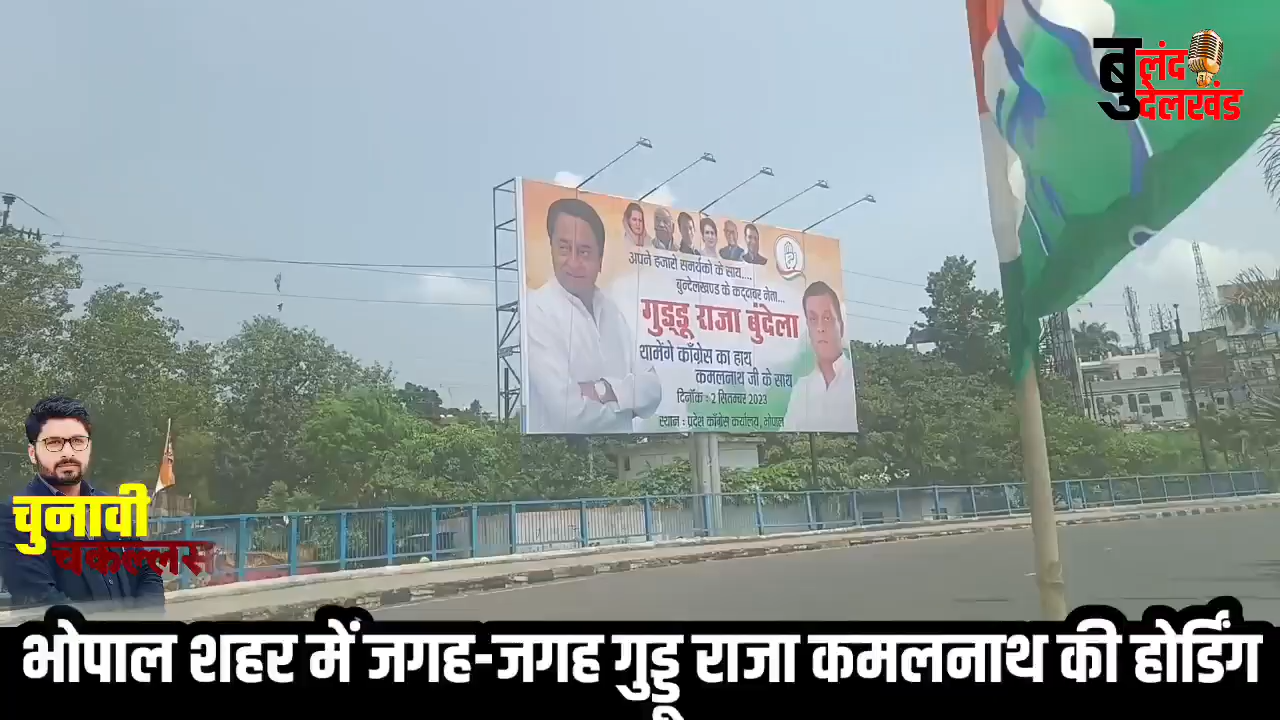 बुलंद
बुदेलखंड
अपने हजारो समर्थको के साथ....
बुन्देलखण्ड के कद्दावर नेता...
गुड्डू राजा बुंदेला
थामेंगे काँग्रेस का हाथ
कमलनाथ जी के साथ
दिनाँक : 2 सितम्बर 2023
स्थान : प्रदेश काँग्रेस कार्यालय, भोपाल
चुनावी
चकल्लस
भोपाल शहर में जगह-जगह गुड्डू राजा कमलनाथ की होर्डिंग